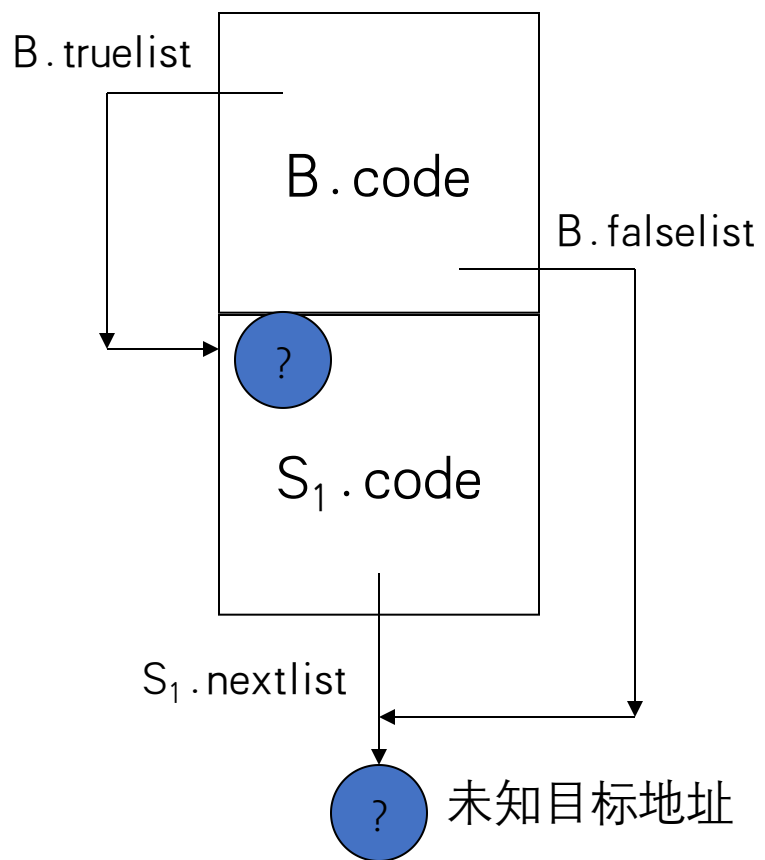 B.truelist
B.code
B.falselist
?
S₁.code
S₁.nextlist
?
未知目标地址